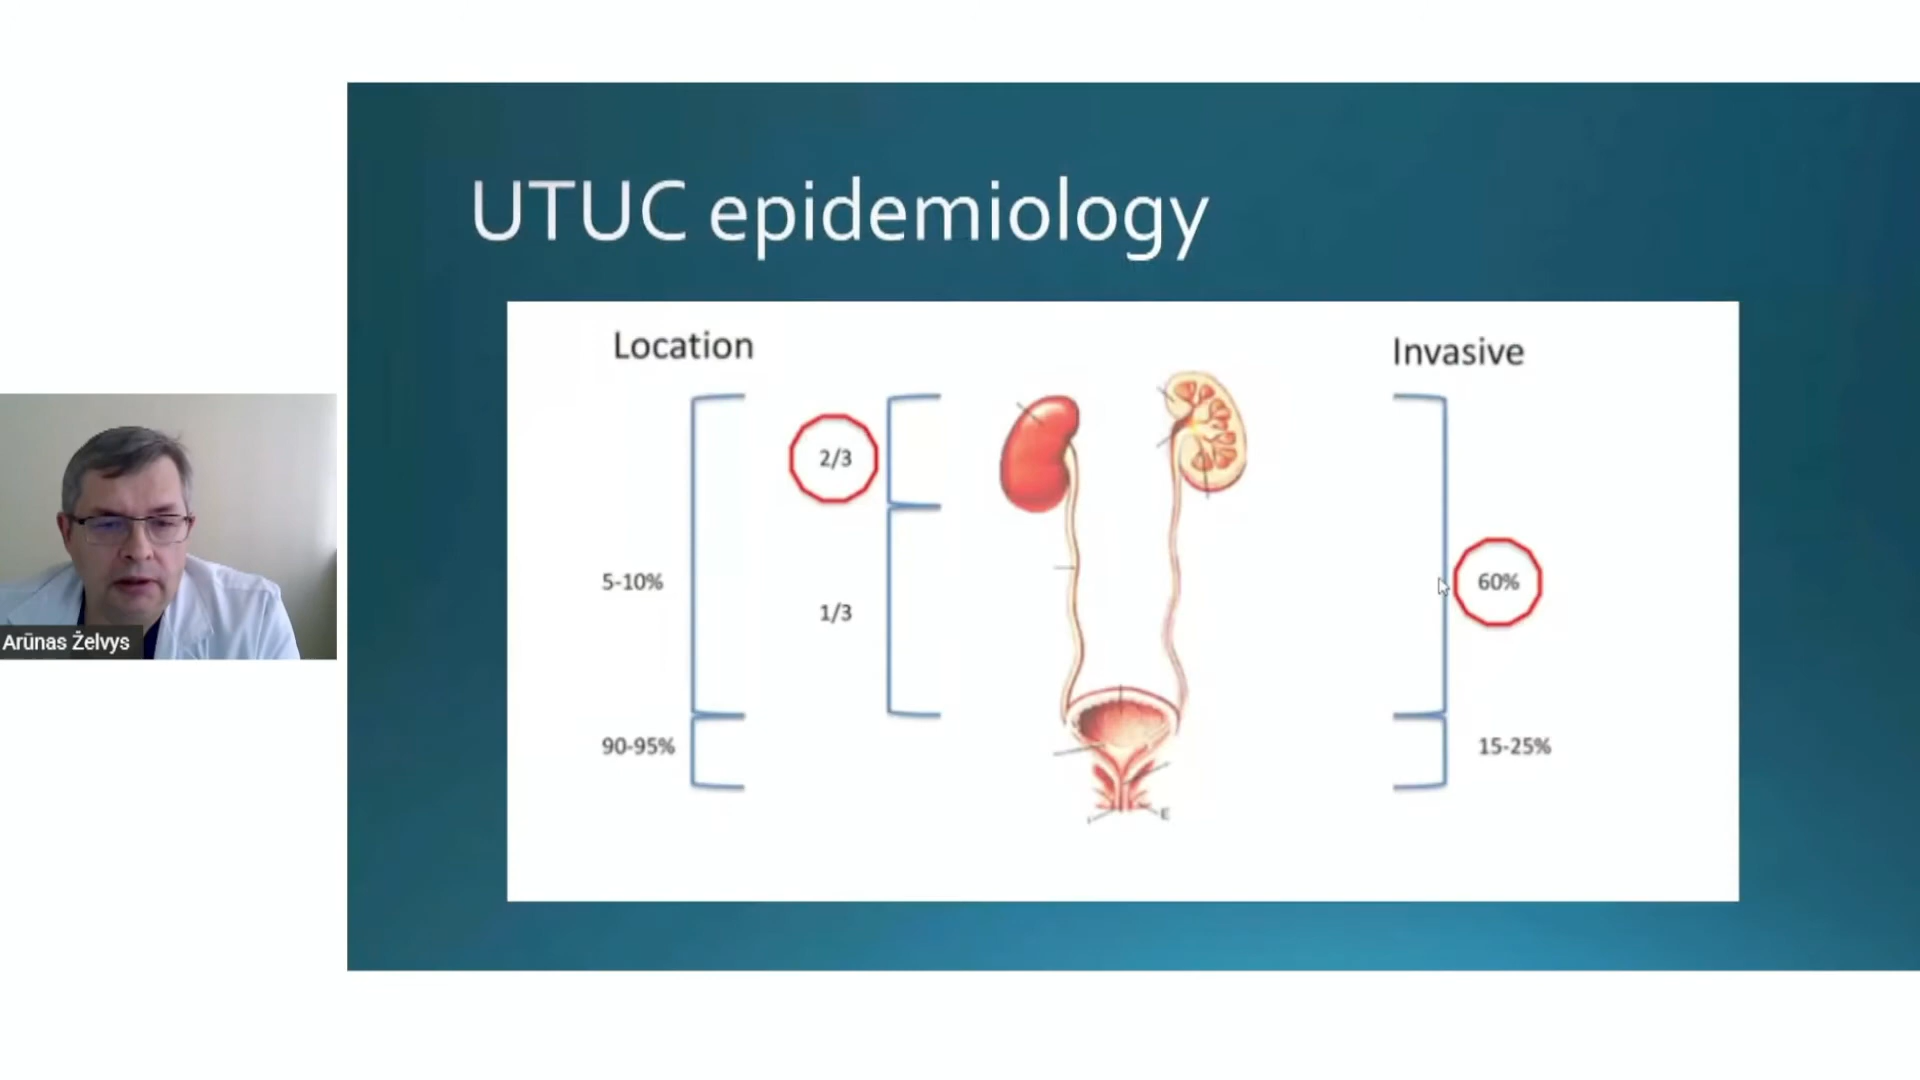 UTUC epidemiology
Location
Invasive
2/3
5-10%
1/3
60%
90-95%
15-25%
E
Arūnas Želvys